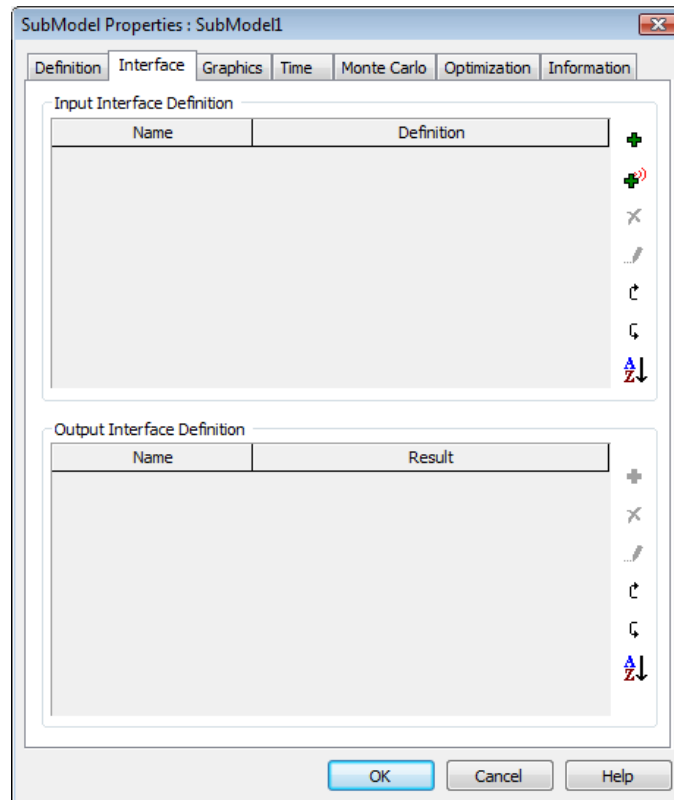 SubModel Properties : SubModel1
Definition Interface Graphics Time Monte Carlo Optimization Information
Input Interface Definition
Name Definition
A
Z
Output Interface Definition
Name Result
A
Z
OK Cancel Help